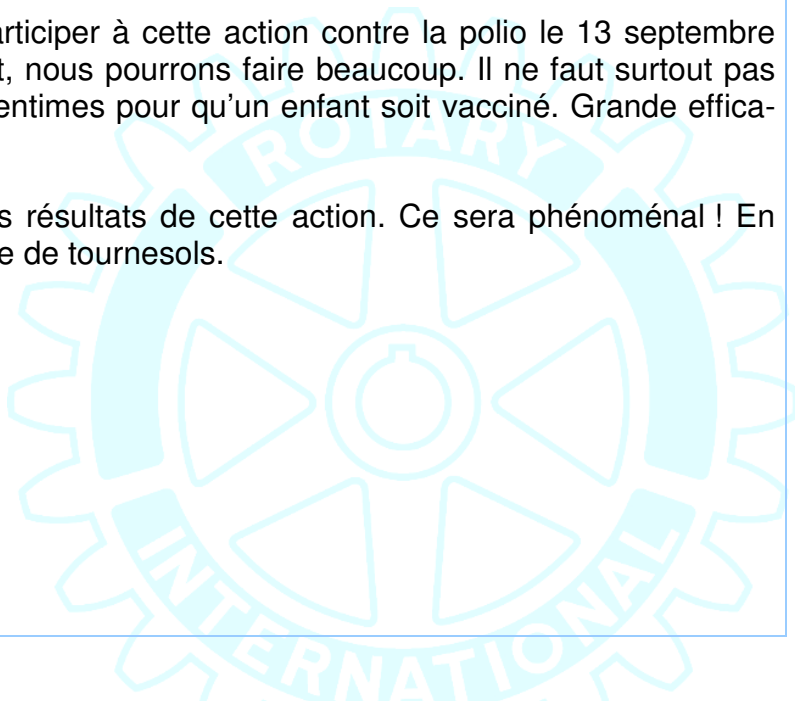 articiper à cette action contre la polio le 13 septembre
t, nous pourrons faire beaucoup. Il ne faut surtout pas
entimes pour qu'un enfant soit vacciné. Grande effica-
s résultats de cette action. Ce sera phénoménal ! En
e de tournesols.
ROTARY
INTERNATIONAL